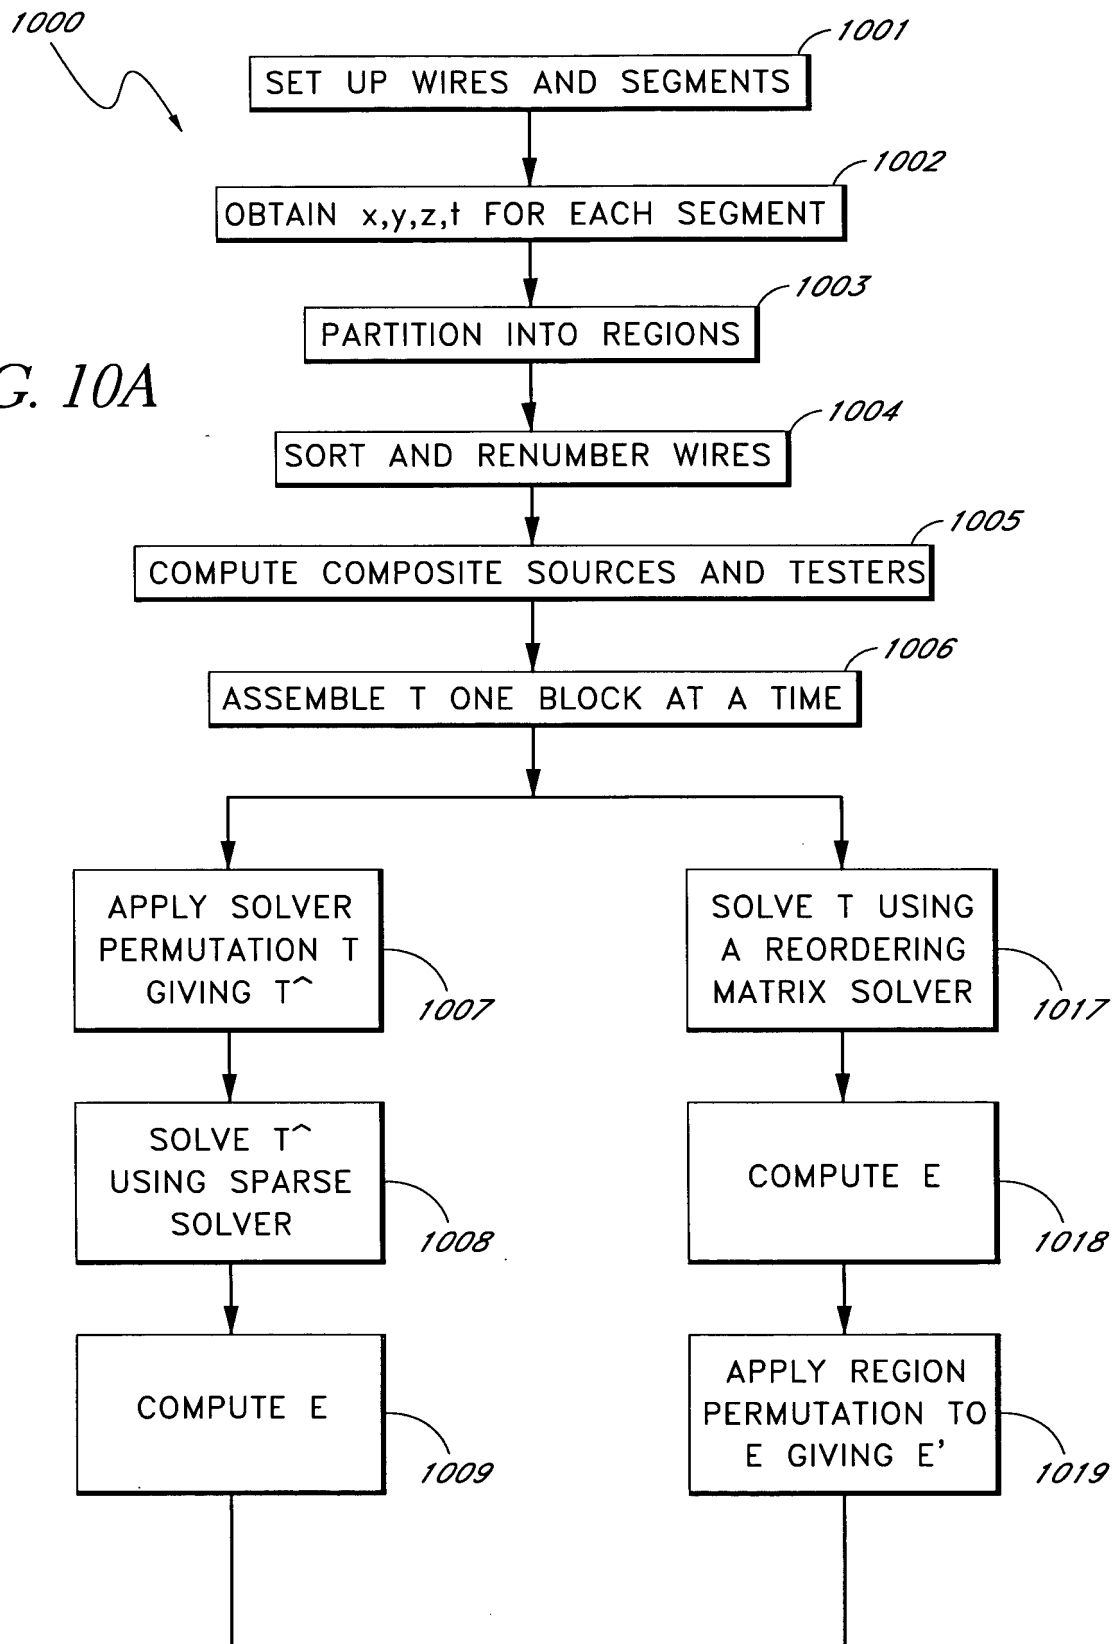 1000
1001
SET UP WIRES AND SEGMENTS
1002
OBTAIN x,y,z,t FOR EACH SEGMENT
1003
PARTITION INTO REGIONS
G. 10A
1004
SORT AND RENUMBER WIRES
1005
COMPUTE COMPOSITE SOURCES AND TESTERS
1006
ASSEMBLE T ONE BLOCK AT A TIME
APPLY SOLVER
PERMUTATION T
GIVING T^
1007
SOLVE T USING
A REORDERING
MATRIX SOLVER
1017
SOLVE T^
USING SPARSE
SOLVER
1008
COMPUTE E
1018
COMPUTE E
1009
APPLY REGION
PERMUTATION TO
E GIVING E'
1019